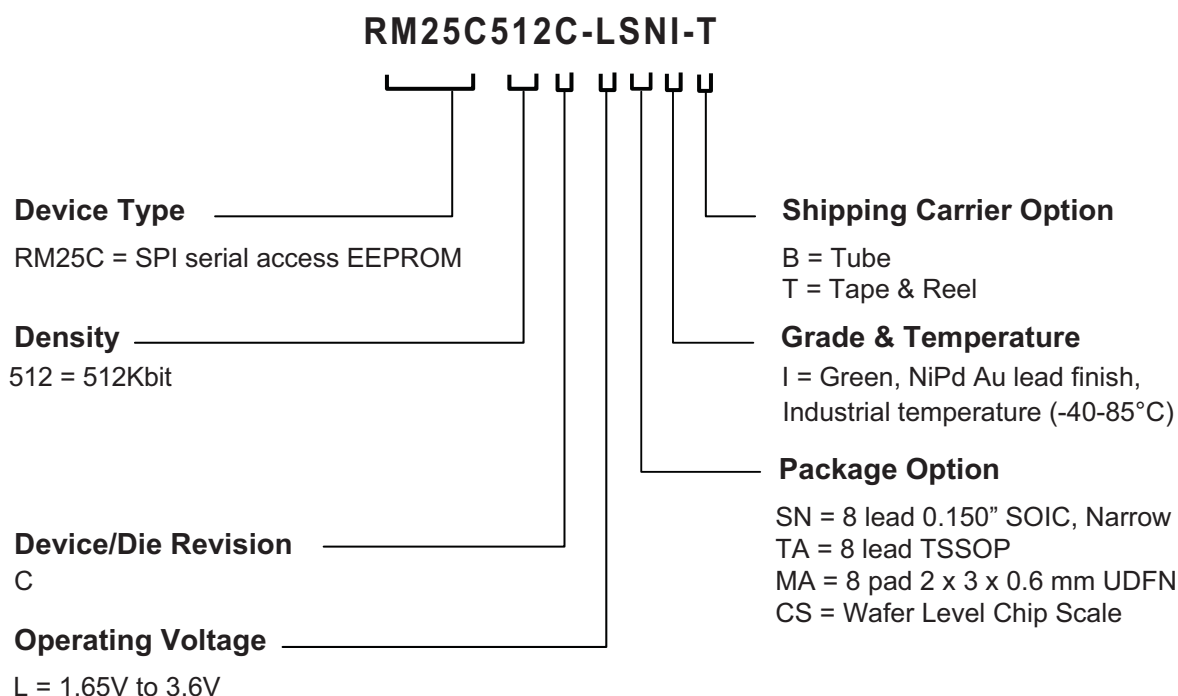 RM25C512C-LSNI-T
Device Type
RM25C = SPI serial access EEPROM
Density
512 = 512Kbit
Device/Die Revision
C
Operating Voltage
L = 1.65V to 3.6V
Shipping Carrier Option
B = Tube
T = Tape & Reel
Grade & Temperature
I = Green, NiPd Au lead finish,
Industrial temperature (-40-85°C)
Package Option
SN = 8 lead 0.150” SOIC, Narrow
TA = 8 lead TSSOP
MA = 8 pad 2 x 3 x 0.6 mm UDFN
CS = Wafer Level Chip Scale